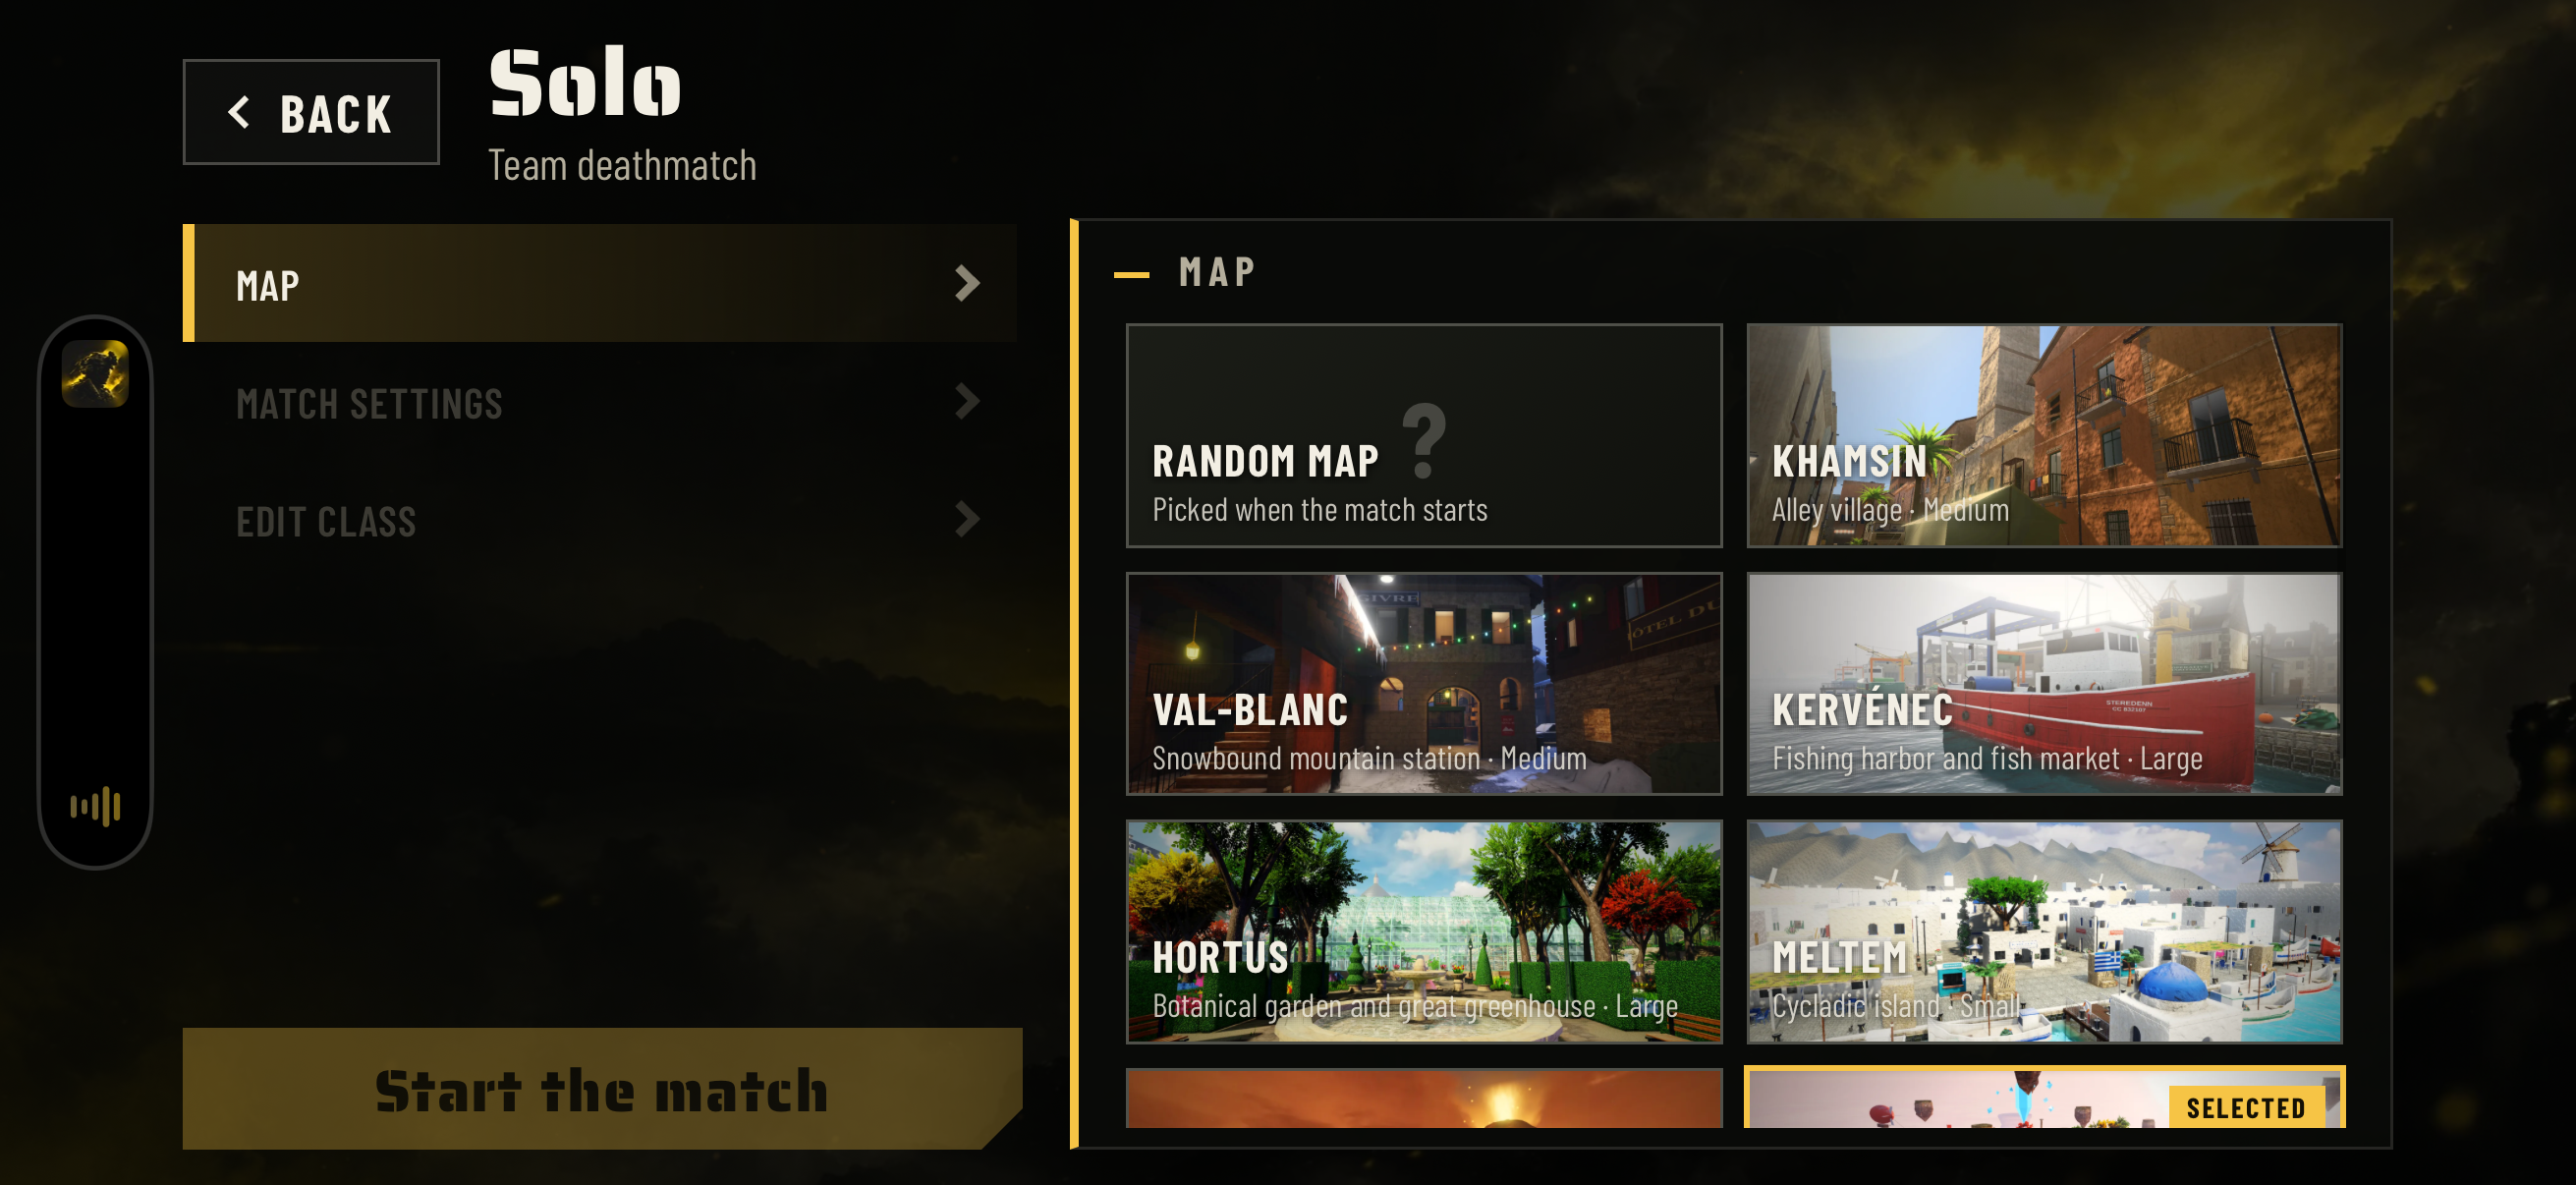 BACK
Solo
Team deathmatch
MAP
MATCH SETTINGS
EDIT CLASS
Start the match
MAP
?
RANDOM MAP
Picked when the match starts
KHAMSIN
Alley village · Medium
GIVRE
VAL-BLANC
Snowbound mountain station · Medium
STEREDENN
KERVÉNEC
Fishing harbor and fish market · Large
HORTUS
Botanical garden and great greenhouse · Large
MELTEM
Cycladic island · Small
SELECTED